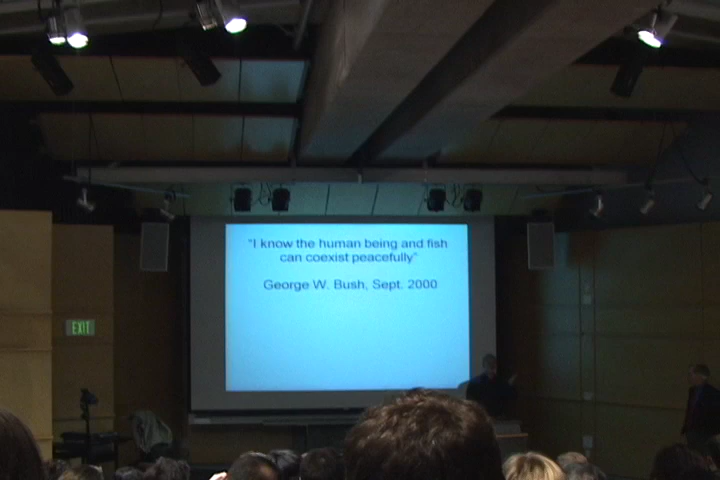 "I know the human being and fish
can coexist peacefully"
George W. Bush, Sept. 2000
EXIT